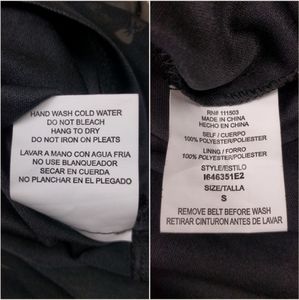 HAND WASH COLD WATER
DO NOT BLEACH
HANG TO DRY
DO NOT IRON ON PLEATS
LAVAR A MANO CON AGUA FRIA
NO USE BLANQUEADOR
SECAR EN CUERDA
NO PLANCHAR EN EL PLEGADO
RN# 111503
MADE IN CHINA
HECHO EN CHINA
SELF / CUERPO
100% POLYESTER/POLIESTER
LINING / FORRO
100% POLYESTER/POLIESTER
STYLE/ESTILO
I646351E2
SIZE/TALLA
S
REMOVE BELT BEFORE WASH
RETIRAR CINTURON ANTES DE LAVAR